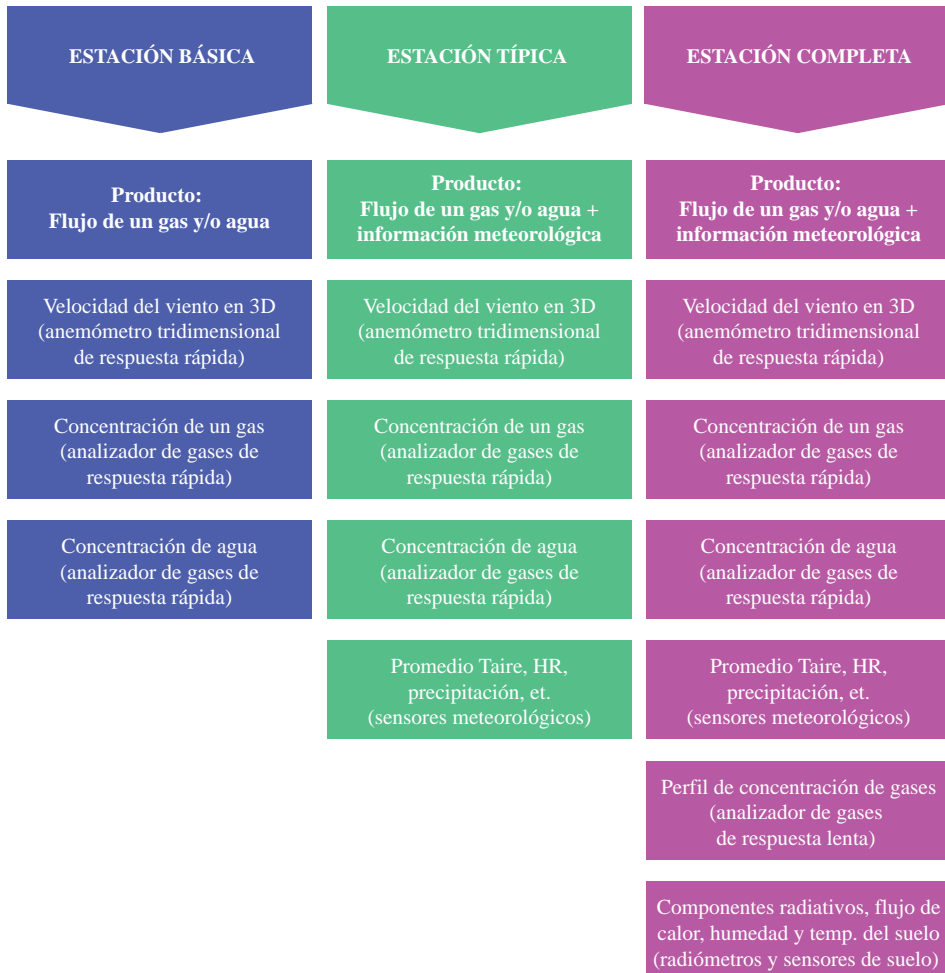 ESTACIÓN BÁSICA
Producto:
Flujo de un gas y/o agua
Velocidad del viento en 3D
(anemómetro tridimensional
de respuesta rápida)
Concentración de un gas
(analizador de gases de
respuesta rápida)
Concentración de agua
(analizador de gases de
respuesta rápida)
ESTACIÓN TÍPICA
Producto:
Flujo de un gas y/o agua +
información meteorológica
Velocidad del viento en 3D
(anemómetro tridimensional
de respuesta rápida)
Concentración de un gas
(analizador de gases de
respuesta rápida)
Concentración de agua
(analizador de gases de
respuesta rápida)
Promedio Taire, HR,
precipitación, et.
(sensores meteorológicos)
ESTACIÓN COMPLETA
Producto:
Flujo de un gas y/o agua +
información meteorológica
Velocidad del viento en 3D
(anemómetro tridimensional
de respuesta rápida)
Concentración de un gas
(analizador de gases de
respuesta rápida)
Concentración de agua
(analizador de gases de
respuesta rápida)
Promedio Taire, HR,
precipitación, et.
(sensores meteorológicos)
Perfil de concentración de gases
(analizador de gases
de respuesta lenta)
Componentes radiativos, flujo de
calor, humedad y temp. del suelo
(radiómetros y sensores de suelo)